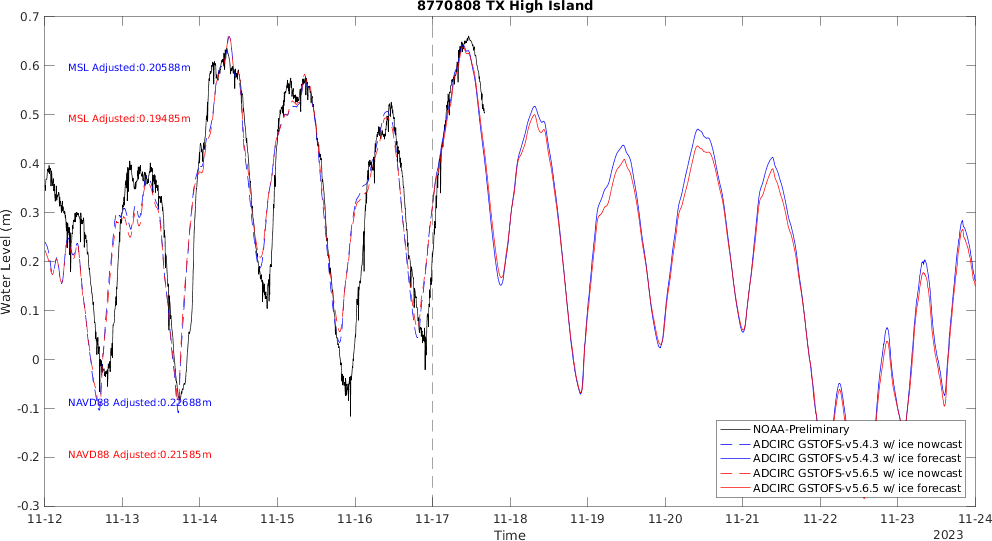 8770808 TX High Island
0.7
0.6
0.5
0.4
0.3
0.2
0.1
0
-0.1
-0.2
-0.3
Water Level (m)
MSL Adjusted:0.20588m
MSL Adjusted:0.19485m
NAVD88 Adjusted:0.22688m
NAVD88 Adjusted:0.21585m
NOAA-Preliminary
ADCIRC GSTOFS-v5.4.3 w/ ice nowcast
ADCIRC GSTOFS-v5.4.3 w/ ice forecast
ADCIRC GSTOFS-v5.6.5 w/ ice nowcast
ADCIRC GSTOFS-v5.6.5 w/ ice forecast
11-12 11-13 11-14 11-15 11-16 11-17 11-18 11-19 11-20 11-21 11-22 11-23 11-24
Time
2023